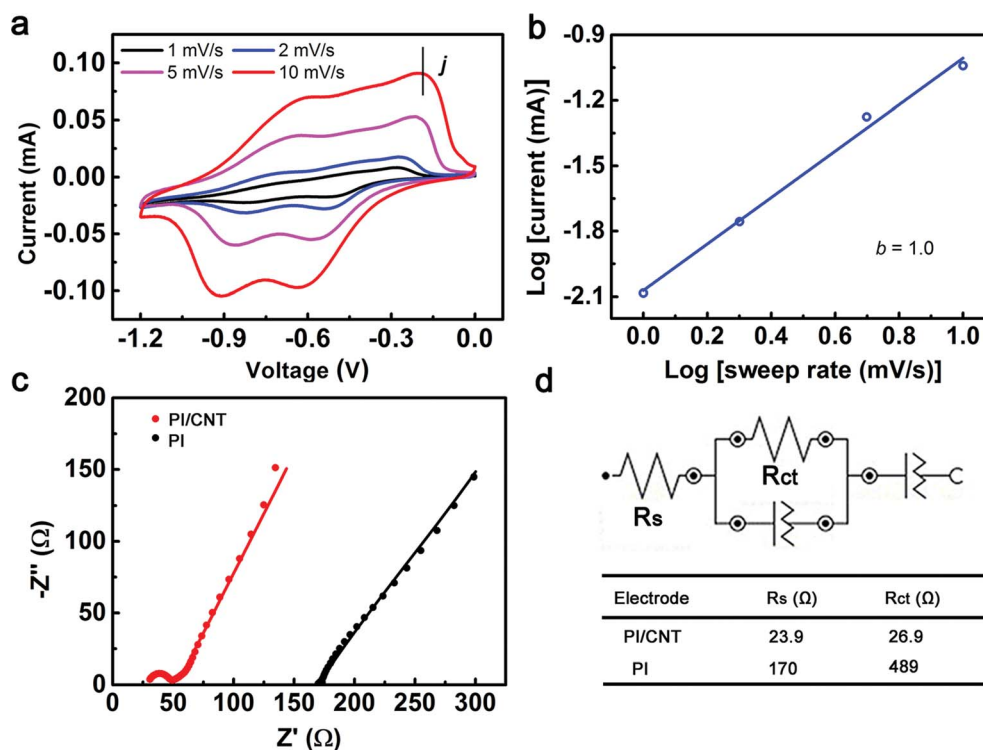 a
1 mV/s 2 mV/s
5 mV/s 10 mV/s
j
0.10
0.05
0.00
-0.05
-0.10
Current (mA)
-1.2 -0.9 -0.6 -0.3 0.0
Voltage (V)
b
-0.9
-1.2
-1.5
-1.8
-2.1
Log [current (mA)]
b = 1.0
0.0 0.2 0.4 0.6 0.8 1.0
Log [sweep rate (mV/s)]
c
200
150
100
50
0
-Z'' (Ω)
PI/CNT
PI
0 50 100 150 200 250 300
Z' (Ω)
d
Rs
Rct
Electrode Rs (Ω) Rct (Ω)
PI/CNT 23.9 26.9
PI 170 489